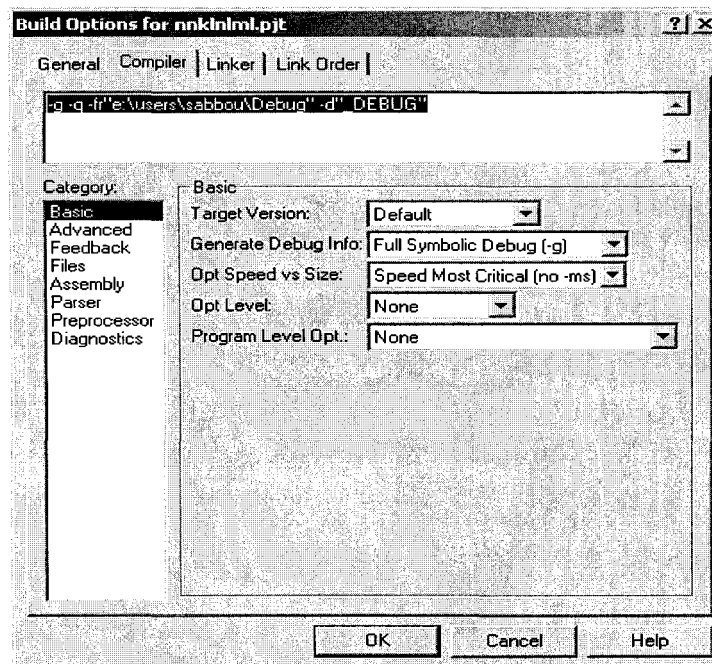 Build Options for nnklnlml.pjt ? X
General Compiler Linker Link Order
-g -q -fr"e:\users\sabbou\Debug" -d"_DEBUG"
Category:
Basic
Advanced
Feedback
Files
Assembly
Parser
Preprocessor
Diagnostics
Basic
Target Version: Default
Generate Debug Info: Full Symbolic Debug (-g)
Opt Speed vs Size: Speed Most Critical (no -ms)
Opt Level: None
Program Level Opt.: None
OK Cancel Help